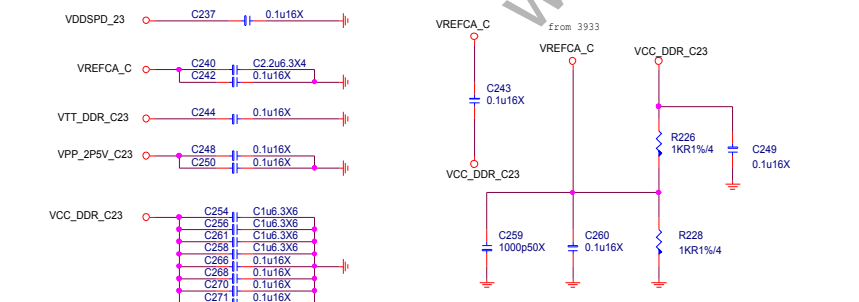 VDDSPD_23 C237 0.1u16X
VREFCA_C C240 C2.2u6.3X4
C242 0.1u16X
VTT_DDR_C23 C244 0.1u16X
VPP_2P5V_C23 C248 0.1u16X
C250 0.1u16X
VCC_DDR_C23 C254 C1u6.3X6
C256 C1u6.3X6
C261 C1u6.3X6
C258 C1u6.3X6
C266 0.1u16X
C268 0.1u16X
C270 0.1u16X
C271 0.1u16X
VREFCA_C
C243
0.1u16X
VCC_DDR_C23
from 3933
VREFCA_C
VCC_DDR_C23
R226
1KR1%/4
C249
0.1u16X
C259
1000p50X
C260
0.1u16X
R228
1KR1%/4